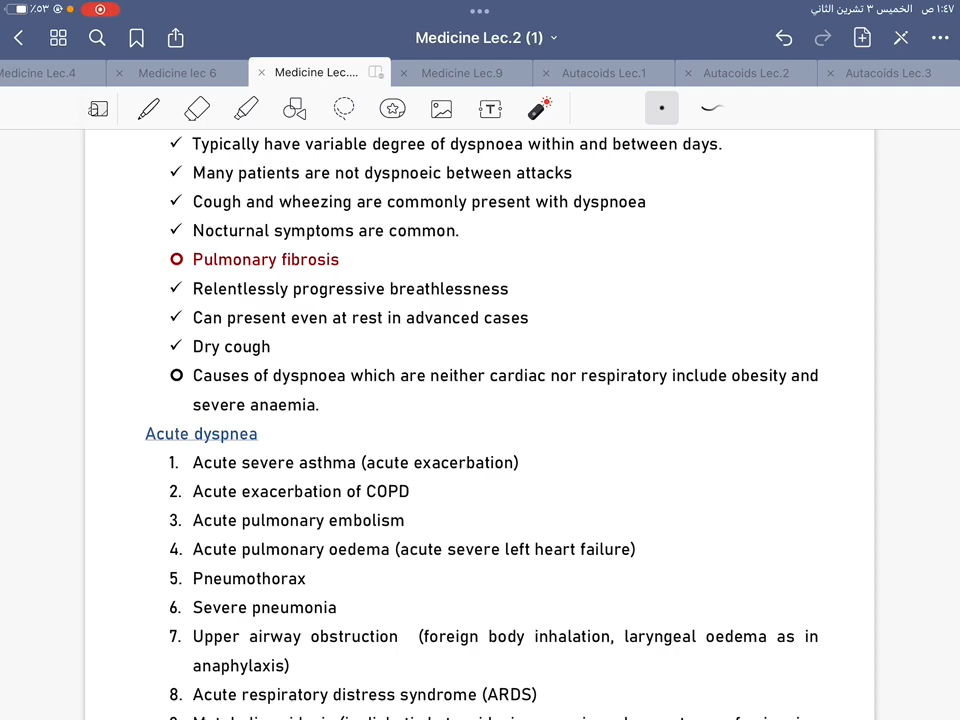 ٪٥٣ الخميس ٣ تشرين الثاني ١:٤٧ ص
Medicine Lec.2 (1)
Medicine Lec.4
Medicine lec 6
Medicine Lec....
Medicine Lec.9
Autacoids Lec.1
Autacoids Lec.2
Autacoids Lec.3
✓ Typically have variable degree of dyspnoea within and between days.
✓ Many patients are not dyspnoeic between attacks
✓ Cough and wheezing are commonly present with dyspnoea
✓ Nocturnal symptoms are common.
Pulmonary fibrosis
✓ Relentlessly progressive breathlessness
✓ Can present even at rest in advanced cases
✓ Dry cough
Causes of dyspnoea which are neither cardiac nor respiratory include obesity and
severe anaemia.
Acute dyspnea
1. Acute severe asthma (acute exacerbation)
2. Acute exacerbation of COPD
3. Acute pulmonary embolism
4. Acute pulmonary oedema (acute severe left heart failure)
5. Pneumothorax
6. Severe pneumonia
7. Upper airway obstruction (foreign body inhalation, laryngeal oedema as in
anaphylaxis)
8. Acute respiratory distress syndrome (ARDS)